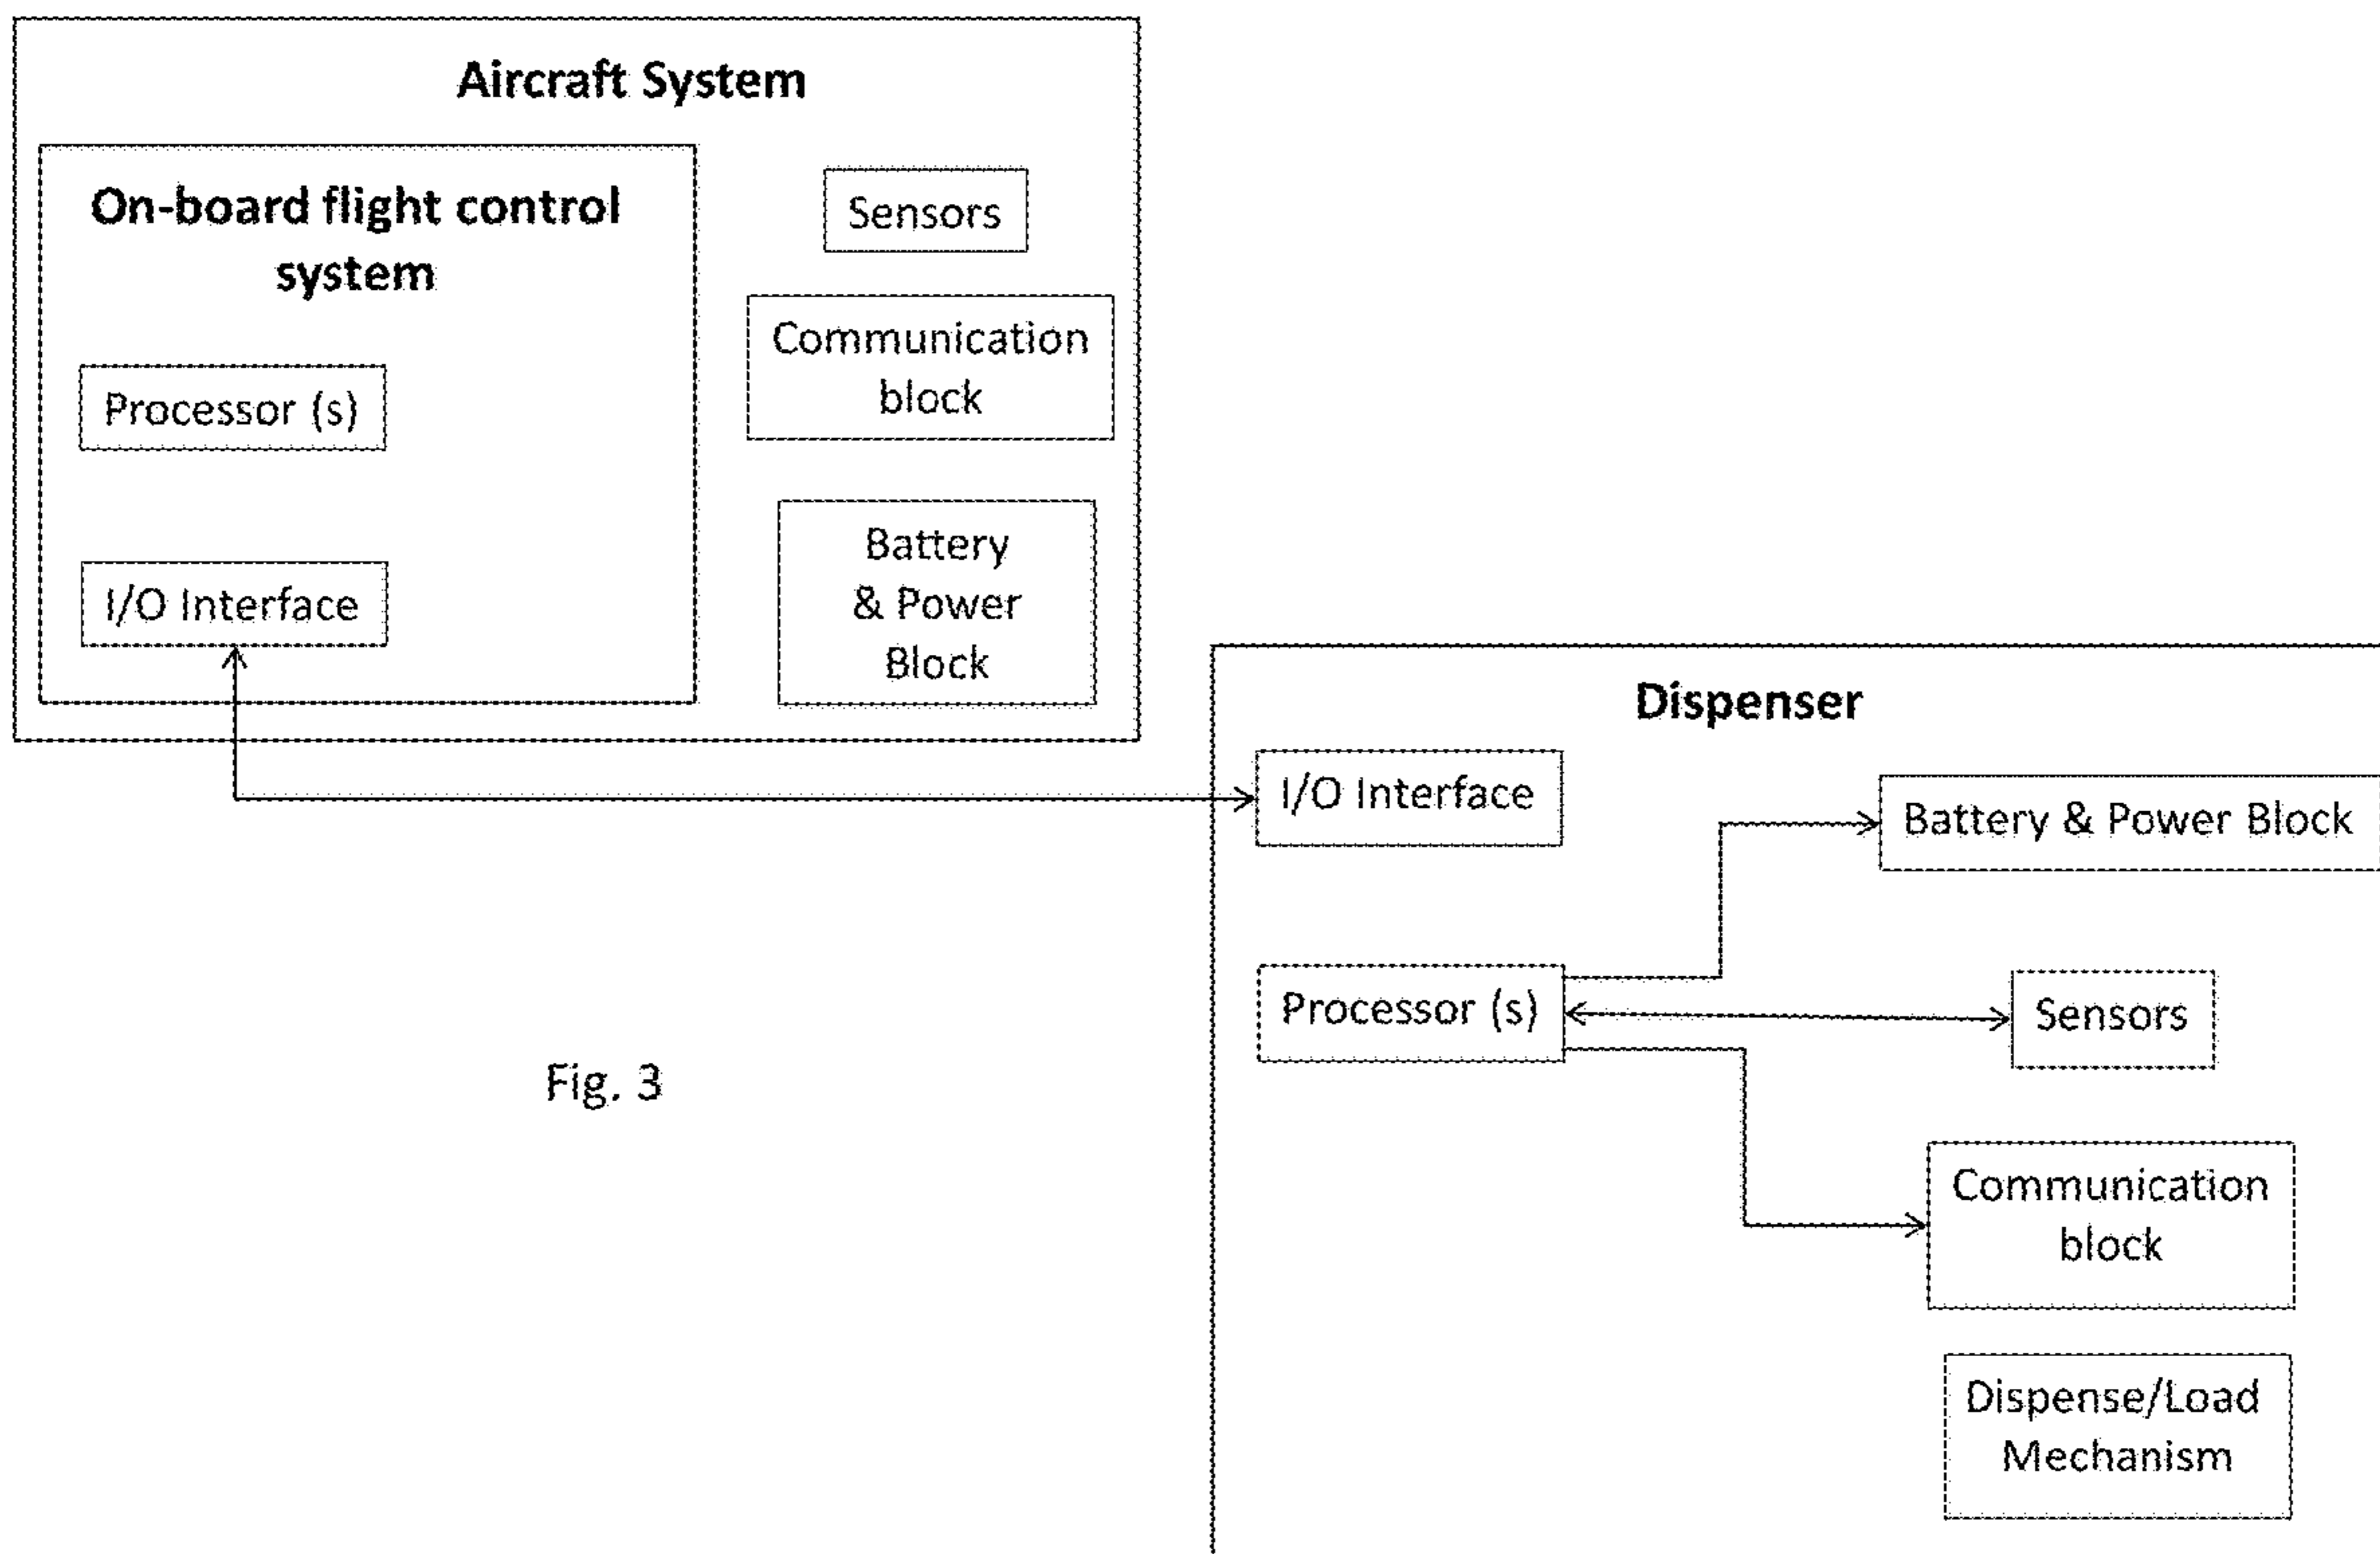 Aircraft System
On-board flight control
system
Processor (s)
I/O Interface
Sensors
Communication
block
Battery
& Power
Block
Dispenser
I/O Interface
Battery & Power Block
Processor (s)
Sensors
Communication
block
Dispense/Load
Mechanism
Fig. 3